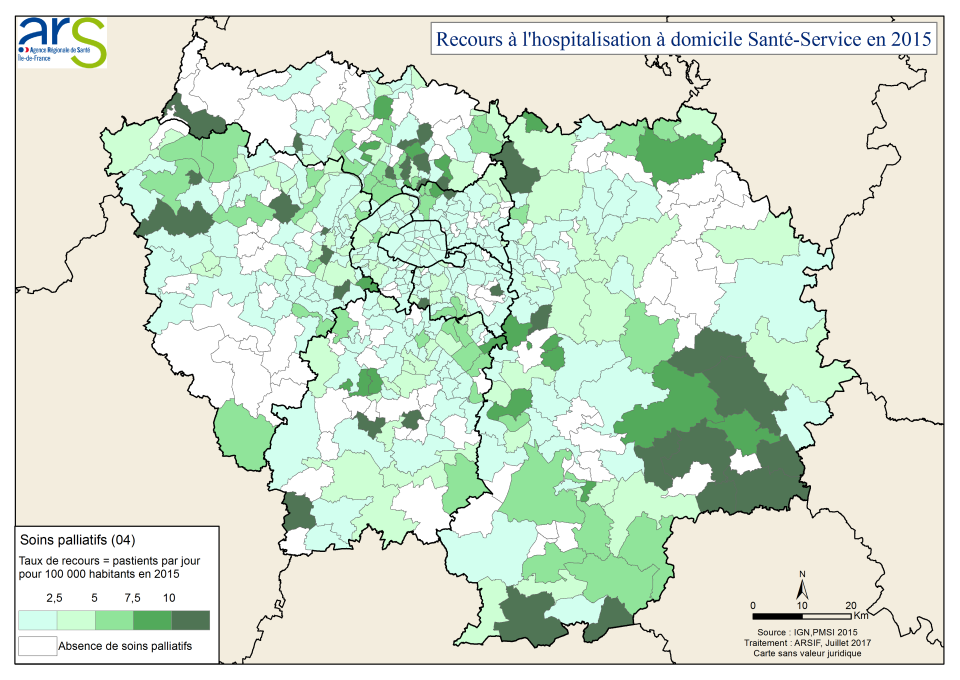 ars
Agence Régionale de Santé
Île-de-France
Recours à l'hospitalisation à domicile Santé-Service en 2015
Soins palliatifs (04)
Taux de recours = pastients par jour
pour 100 000 habitants en 2015
2,5 5 7,5 10
Absence de soins palliatifs
N
0 10 20
Km
Source : IGN,PMSI 2015
Traitement : ARSIF, Juillet 2017
Carte sans valeur juridique